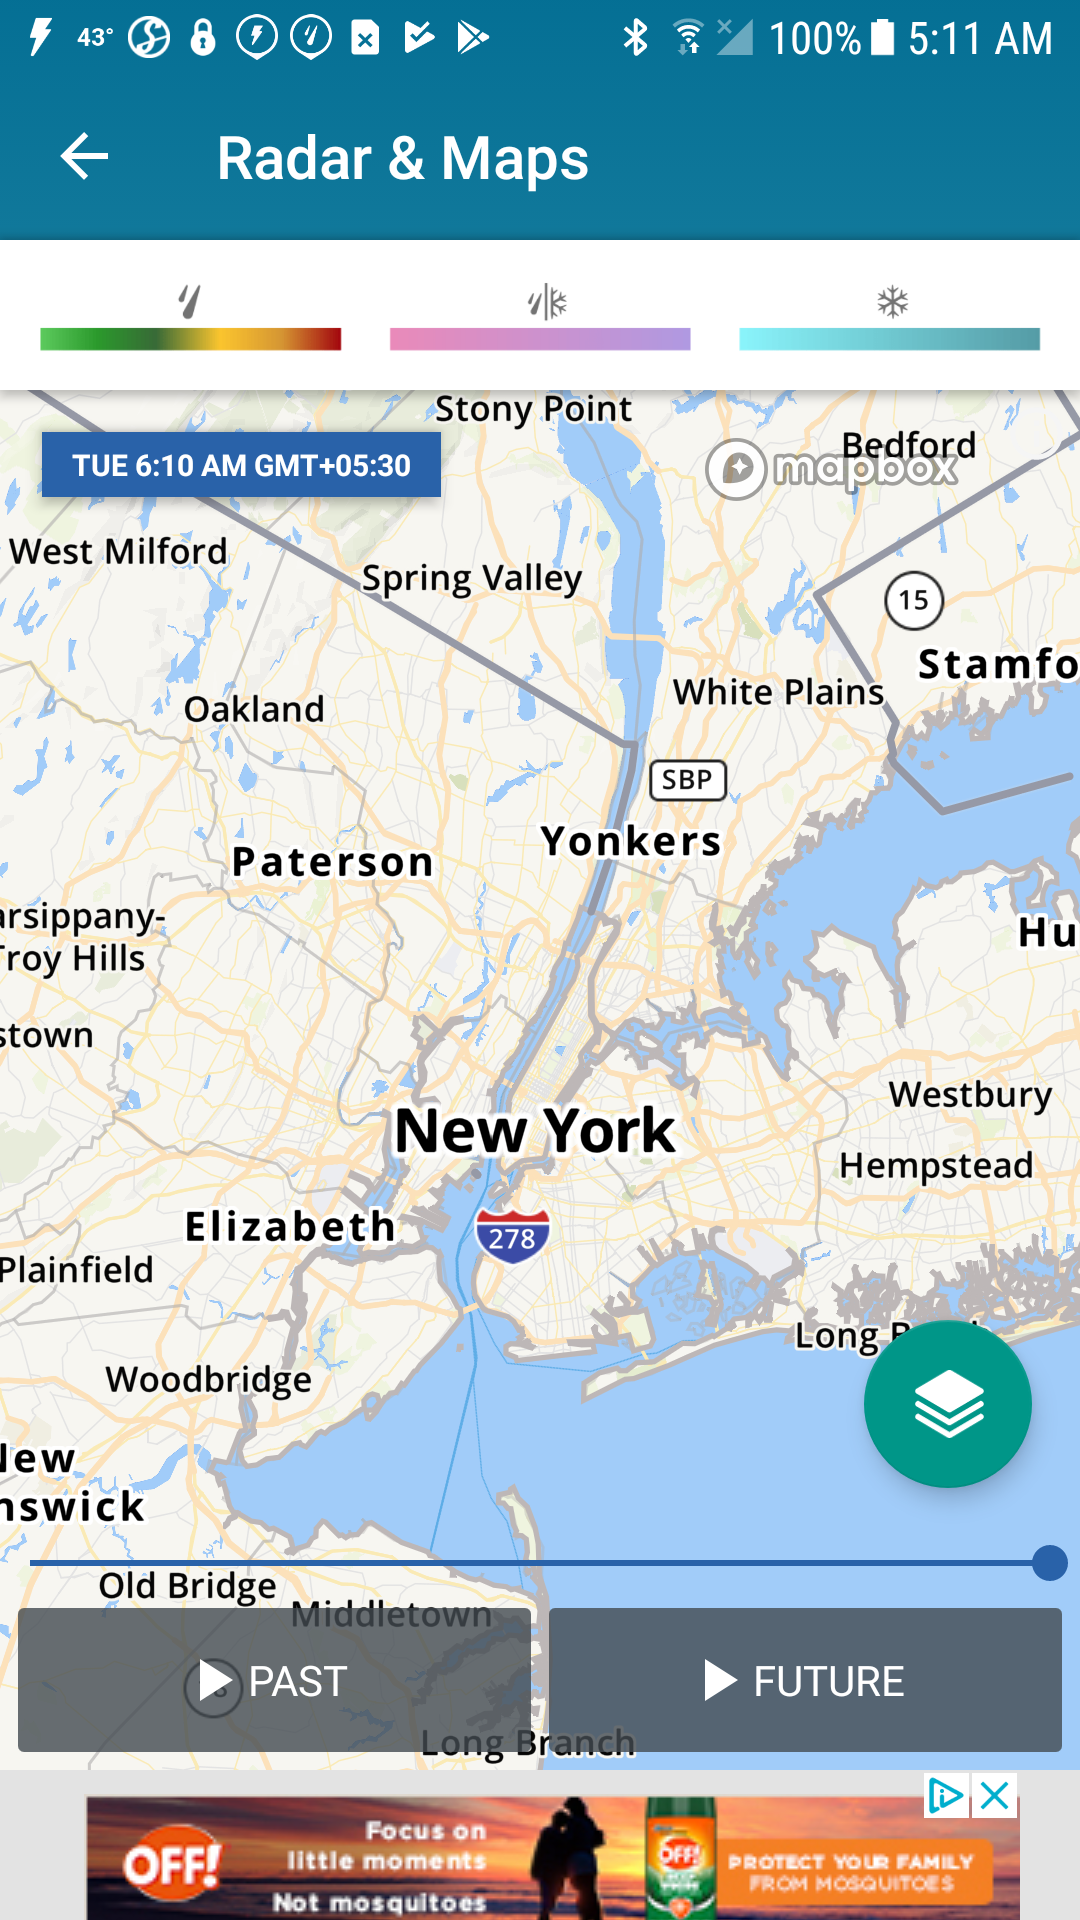 43°
100%
5:11 AM
Radar & Maps
Stony Point
Bedford
TUE 6:10 AM GMT+05:30
mapbox
West Milford
Spring Valley
15
Stamfo
White Plains
Oakland
SBP
Yonkers
Paterson
arsippany-
Troy Hills
Hu
stown
Westbury
New York
Hempstead
Elizabeth
278
Plainfield
Long B
Woodbridge
New
nswick
Old Bridge
Middletown
PAST
FUTURE
Long Branch
OFF!
Focus on
little moments
Not mosquitoes
OFF!
PROTECT YOUR FAMILY
FROM MOSQUITOES